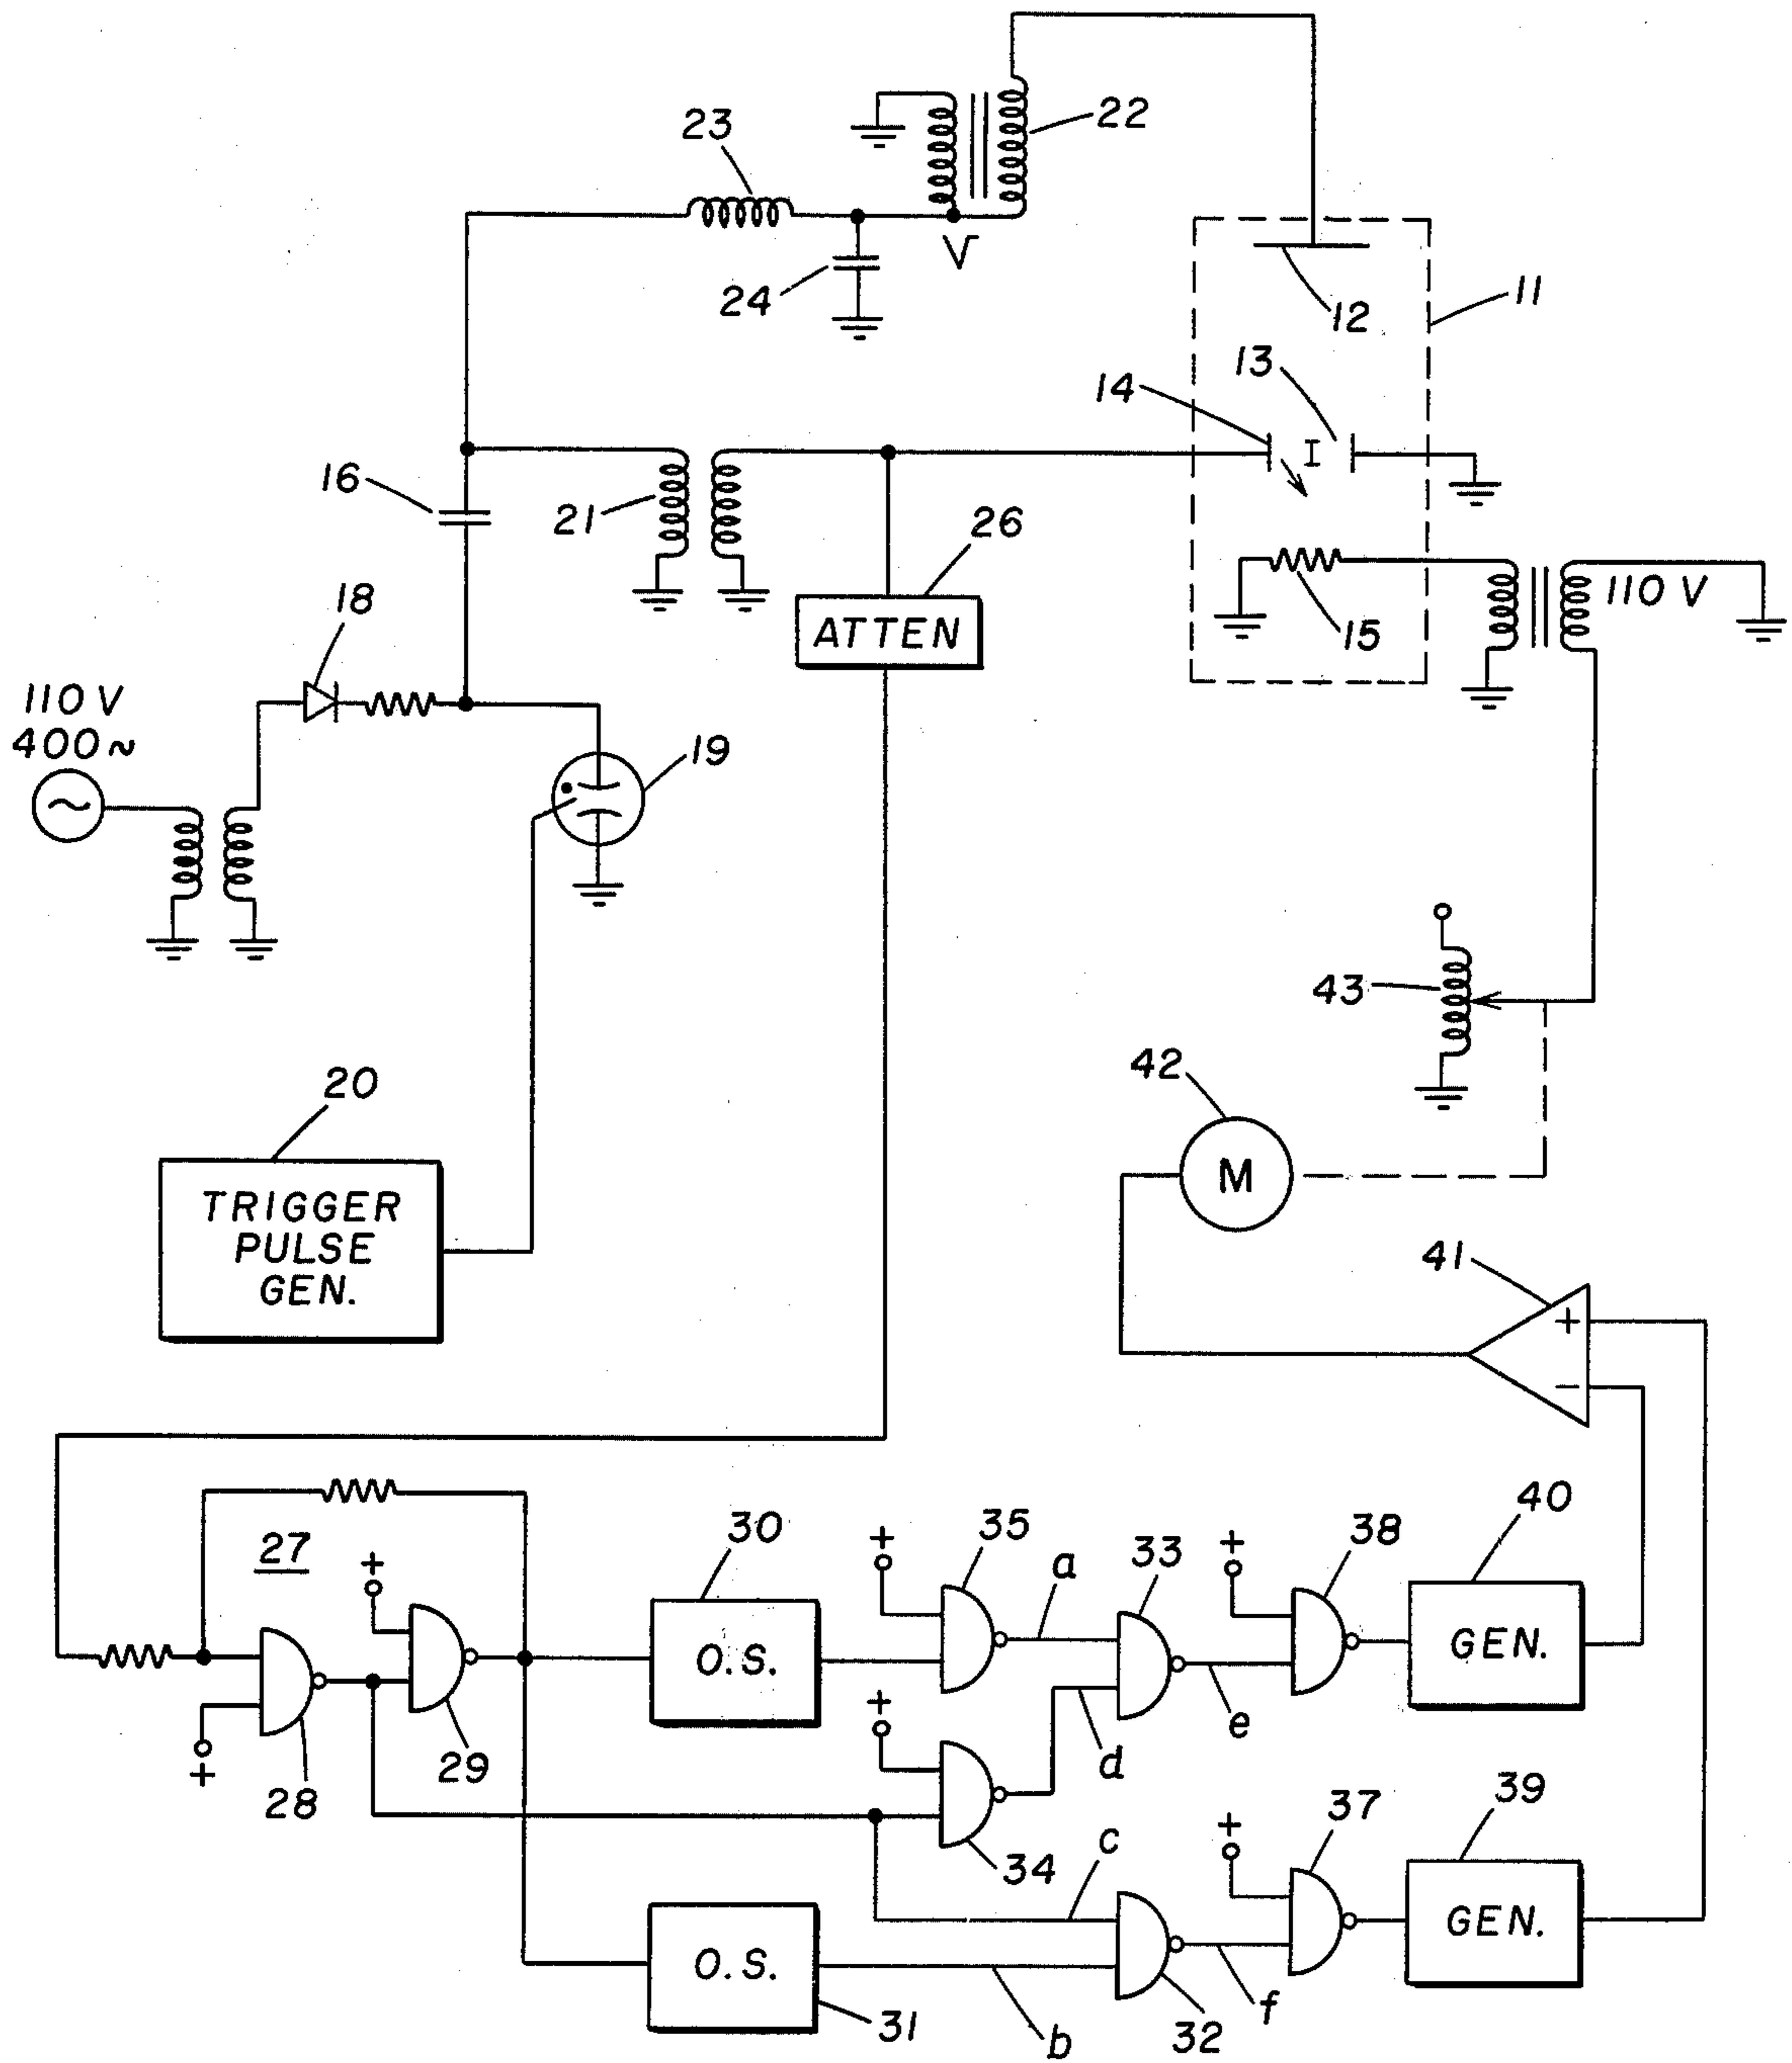 22
23
V
24
12
11
13
14
I
16
21
26
ATTEN
15
110 V
18
110 V
400~
19
43
42
M
20
TRIGGER
PULSE
GEN.
41
+
−
27
+
30
+
35
a
33
+
38
40
O.S.
GEN.
+
e
d
29
28
+
34
c
+
37
39
O.S.
GEN.
31
b
32
f